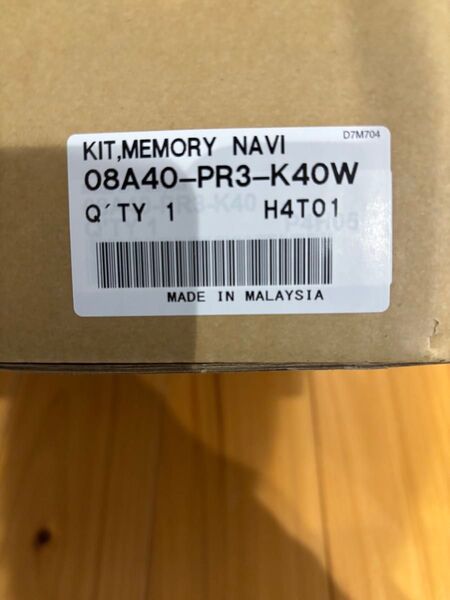 D7M704
KIT,MEMORY NAVI
08A40-PR3-K40W
Q'TY 1 H4T01
MADE IN MALAYSIA